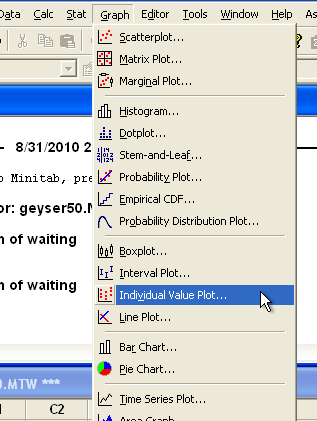 Data Calc Stat Graph Editor Tools Window Help
Scatterplot...
Matrix Plot...
Marginal Plot...
Histogram...
Dotplot...
8/31/2010 2
Stem-and-Leaf...
o Minitab, pre
Probability Plot...
Empirical CDF...
or: geyser50.M
Probability Distribution Plot...
m of waiting
Boxplot...
Interval Plot...
m of waiting
Individual Value Plot...
Line Plot...
Bar Chart...
Pie Chart...
0.MTW ***
Time Series Plot...
C2
Area Graph